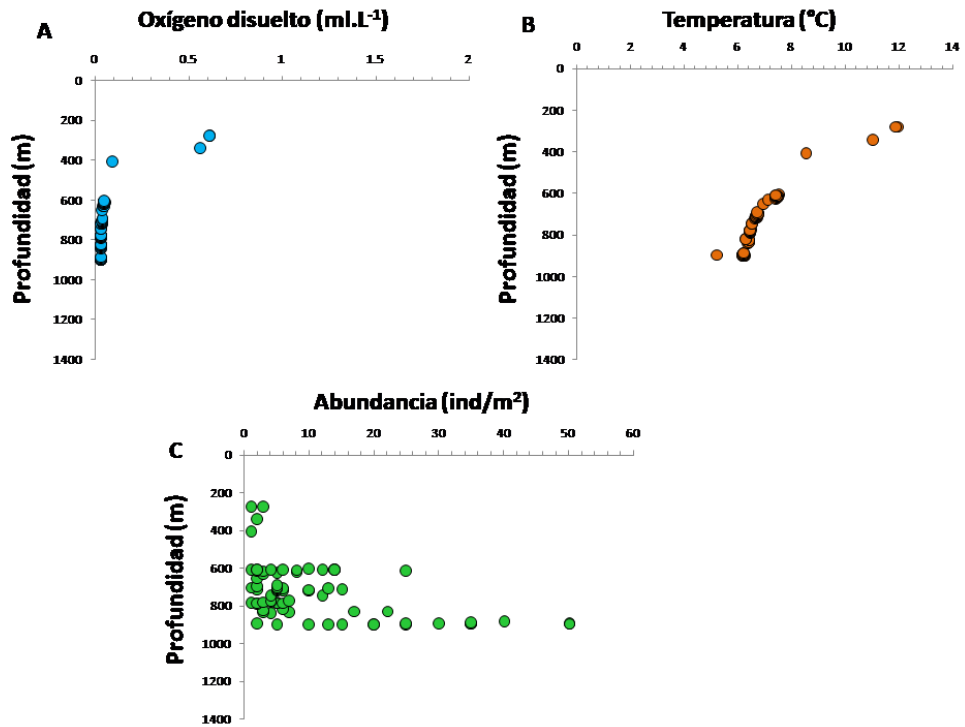 Oxígeno disuelto (ml.L-1)
A
0 0.5 1 1.5 2
0
200
400
600
800
1000
1200
1400
Profundidad (m)
Temperatura (°C)
B
0 2 4 6 8 10 12 14
0
200
400
600
800
1000
1200
1400
Profundidad (m)
Abundancia (ind/m²)
C
0 10 20 30 40 50 60
0
200
400
600
800
1000
1200
1400
Profundidad (m)